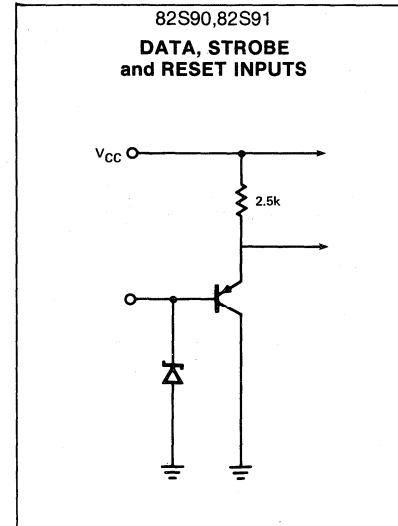 82S90,82S91
DATA, STROBE
and RESET INPUTS
VCC
2.5k